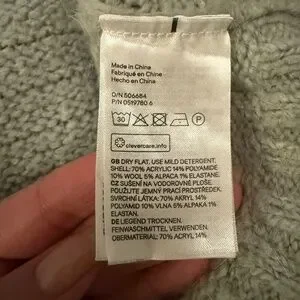 Made in China
Fabriqué en Chine
Hecho en China
O/N 506684
P/N 0519780 6
30
P
clevercare.info
GB DRY FLAT. USE MILD DETERGENT.
SHELL: 70% ACRYLIC 14% POLYAMIDE
10% WOOL 5% ALPACA 1% ELASTANE.
CZ SUŠENÍ NA VODOROVNÉ PLOŠE.
POUŽIJTE JEMNÝ PRACÍ PROSTŘEDEK.
SVRCHNÍ LÁTKA: 70% AKRYL 14%
POLYAMID 10% VLNA 5% ALPAKA 1%
ELASTAN.
DE LIEGEND TROCKNEN.
FEINWASCHMITTEL VERWENDEN.
OBERMATERIAL: 70% ACRYL 14%